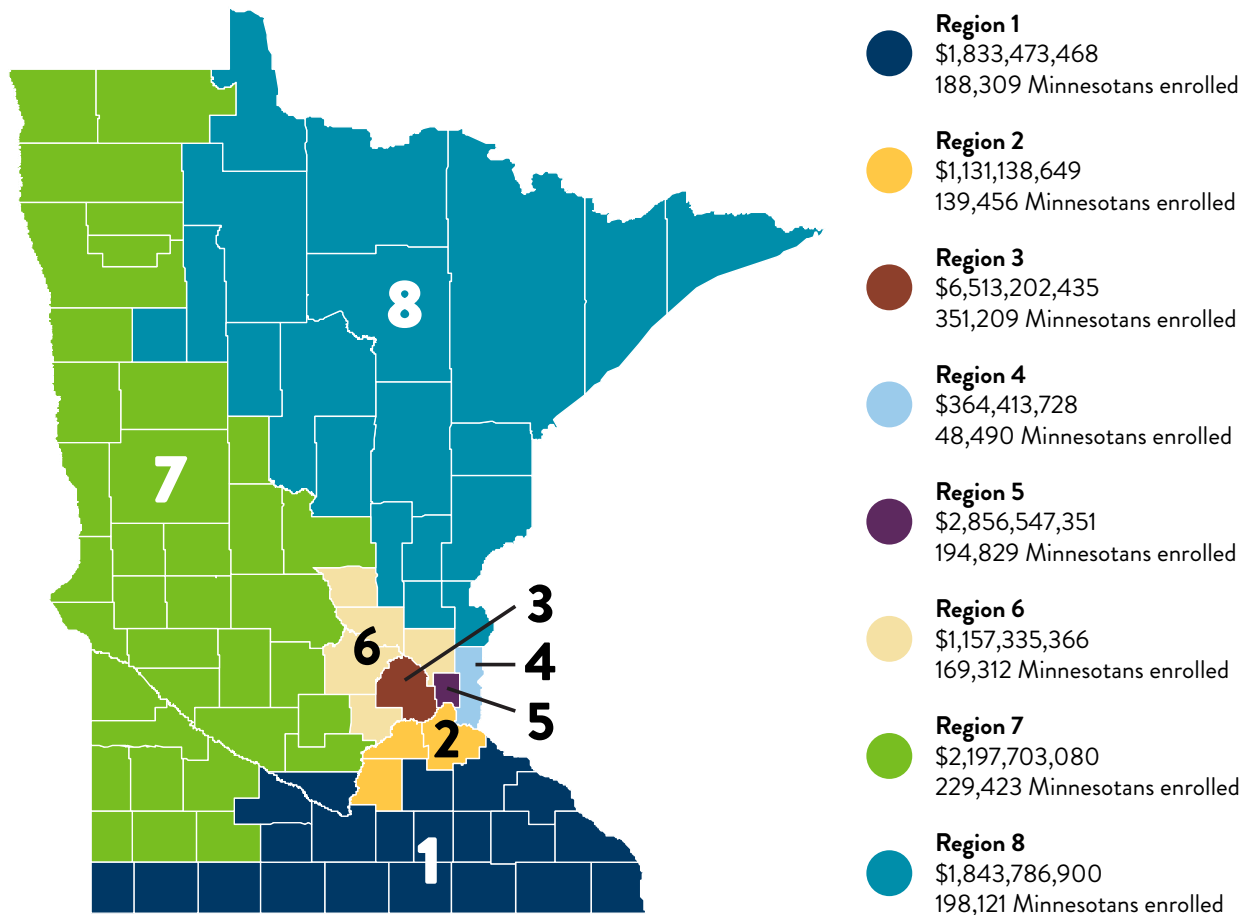 8
7
3
6
4
5
2
1
Region 1
$1,833,473,468
188,309 Minnesotans enrolled
Region 2
$1,131,138,649
139,456 Minnesotans enrolled
Region 3
$6,513,202,435
351,209 Minnesotans enrolled
Region 4
$364,413,728
48,490 Minnesotans enrolled
Region 5
$2,856,547,351
194,829 Minnesotans enrolled
Region 6
$1,157,335,366
169,312 Minnesotans enrolled
Region 7
$2,197,703,080
229,423 Minnesotans enrolled
Region 8
$1,843,786,900
198,121 Minnesotans enrolled